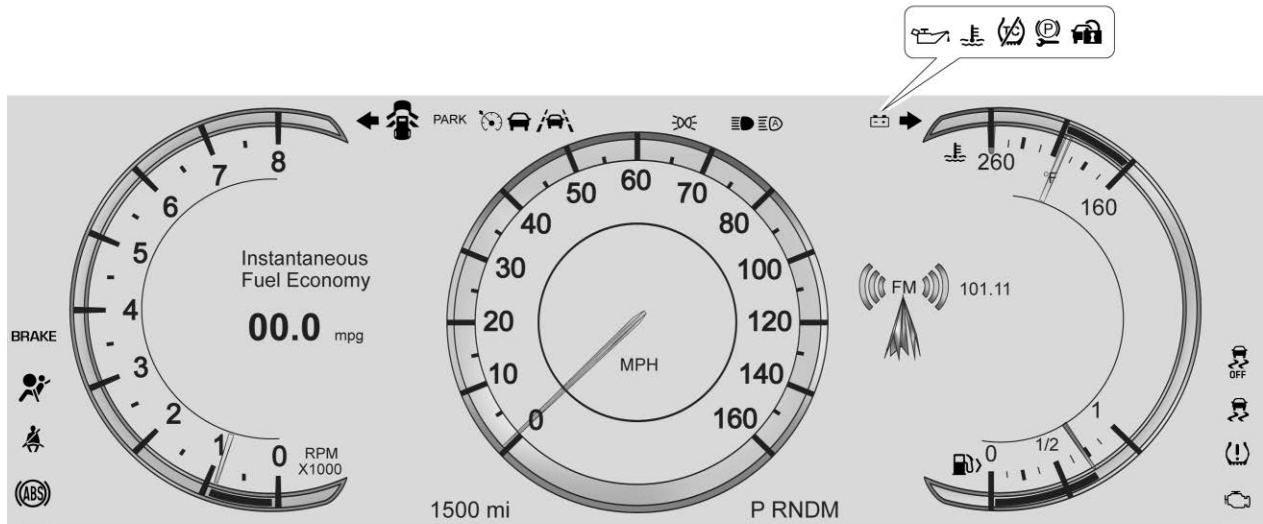 TC
P
PARK
A
8
7
6
5
4
3
2
1
0
RPM
X1000
Instantaneous
Fuel Economy
00.0 mpg
BRAKE
ABS
0
10
20
30
40
50
60
70
80
100
120
140
160
MPH
1500 mi
P RNDM
260
°F
160
FM
101.11
0
1/2
1
OFF